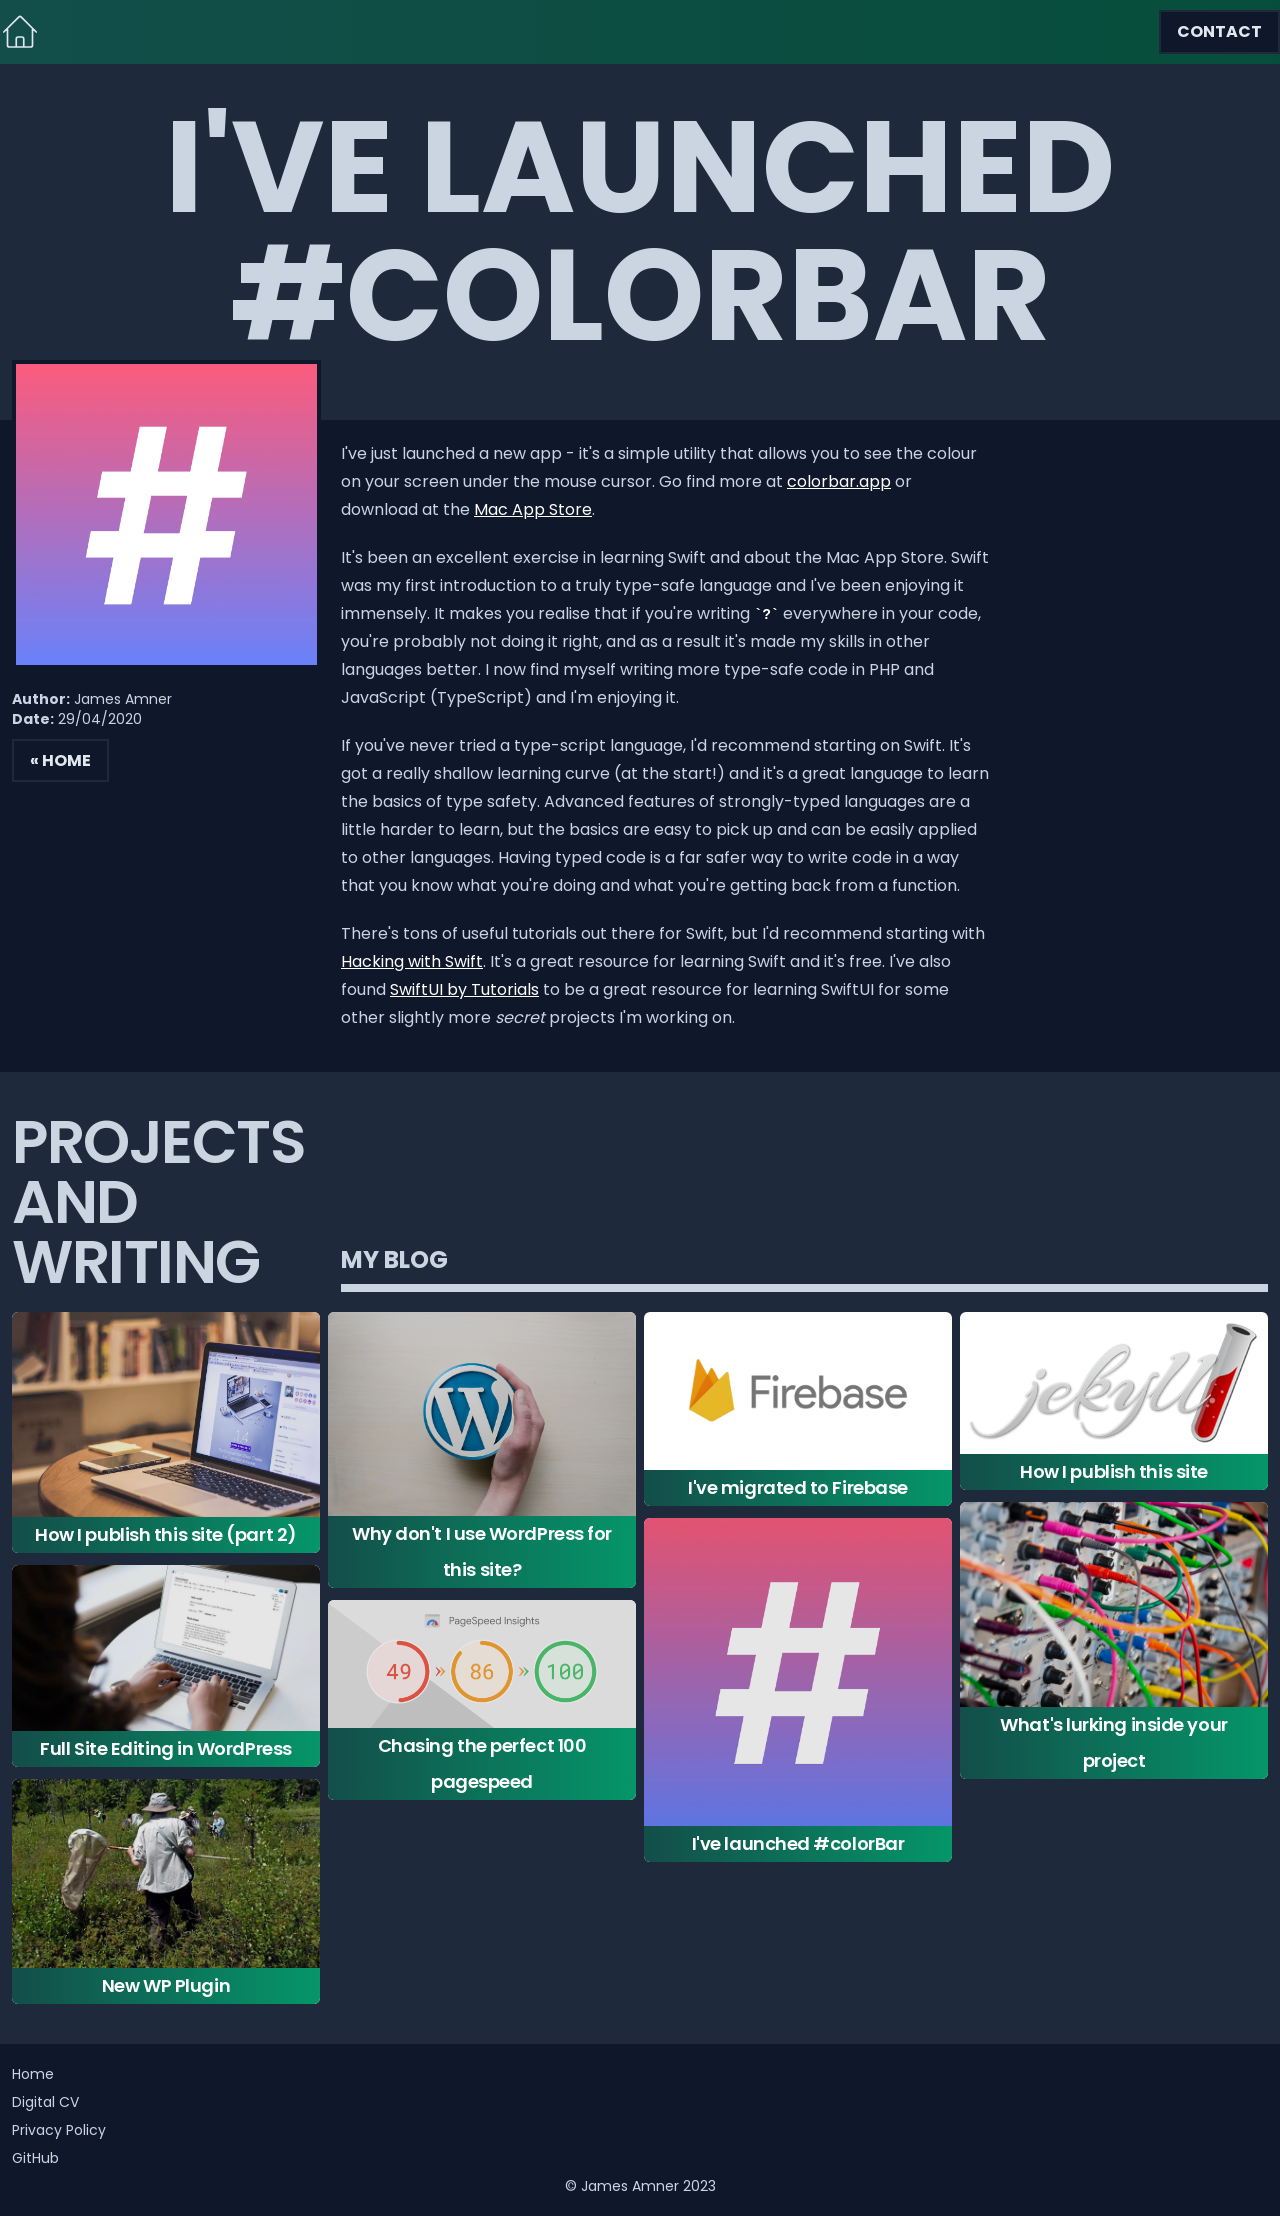 CONTACT
I'VE LAUNCHED
#COLORBAR
#
I've just launched a new app - it's a simple utility that allows you to see the colour
on your screen under the mouse cursor. Go find more at colorbar.app or
download at the Mac App Store.
It's been an excellent exercise in learning Swift and about the Mac App Store. Swift
was my first introduction to a truly type-safe language and I've been enjoying it
immensely. It makes you realise that if you're writing `?` everywhere in your code,
you're probably not doing it right, and as a result it's made my skills in other
languages better. I now find myself writing more type-safe code in PHP and
JavaScript (TypeScript) and I'm enjoying it.
If you've never tried a type-script language, I'd recommend starting on Swift. It's
got a really shallow learning curve (at the start!) and it's a great language to learn
the basics of type safety. Advanced features of strongly-typed languages are a
little harder to learn, but the basics are easy to pick up and can be easily applied
to other languages. Having typed code is a far safer way to write code in a way
that you know what you're doing and what you're getting back from a function.
There's tons of useful tutorials out there for Swift, but I'd recommend starting with
Hacking with Swift. It's a great resource for learning Swift and it's free. I've also
found SwiftUI by Tutorials to be a great resource for learning SwiftUI for some
other slightly more secret projects I'm working on.
Author: James Amner
Date: 29/04/2020
« HOME
PROJECTS
AND
WRITING
MY BLOG
How I publish this site (part 2)
Full Site Editing in WordPress
New WP Plugin
W
Why don't I use WordPress for
this site?
PageSpeed Insights
49 » 86 » 100
Chasing the perfect 100
pagespeed
Firebase
I've migrated to Firebase
#
I've launched #colorBar
jekyll
How I publish this site
What's lurking inside your
project
Home
Digital CV
Privacy Policy
GitHub
© James Amner 2023